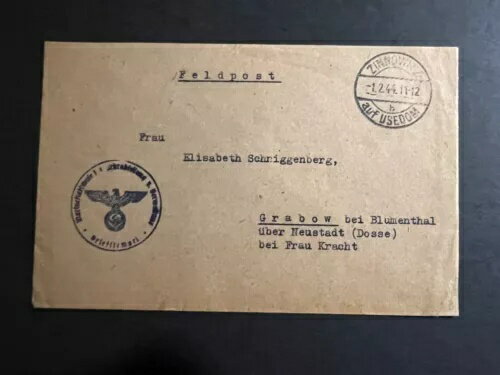 Feldpost
ZINNOWITZ
-1.2.44.11-12
h
auf USEDOM
Frau
Elisabeth Schniggenberg,
Grabow bei Blumenthal
über Neustadt (Dosse)
bei Frau Kracht
Briefstempel